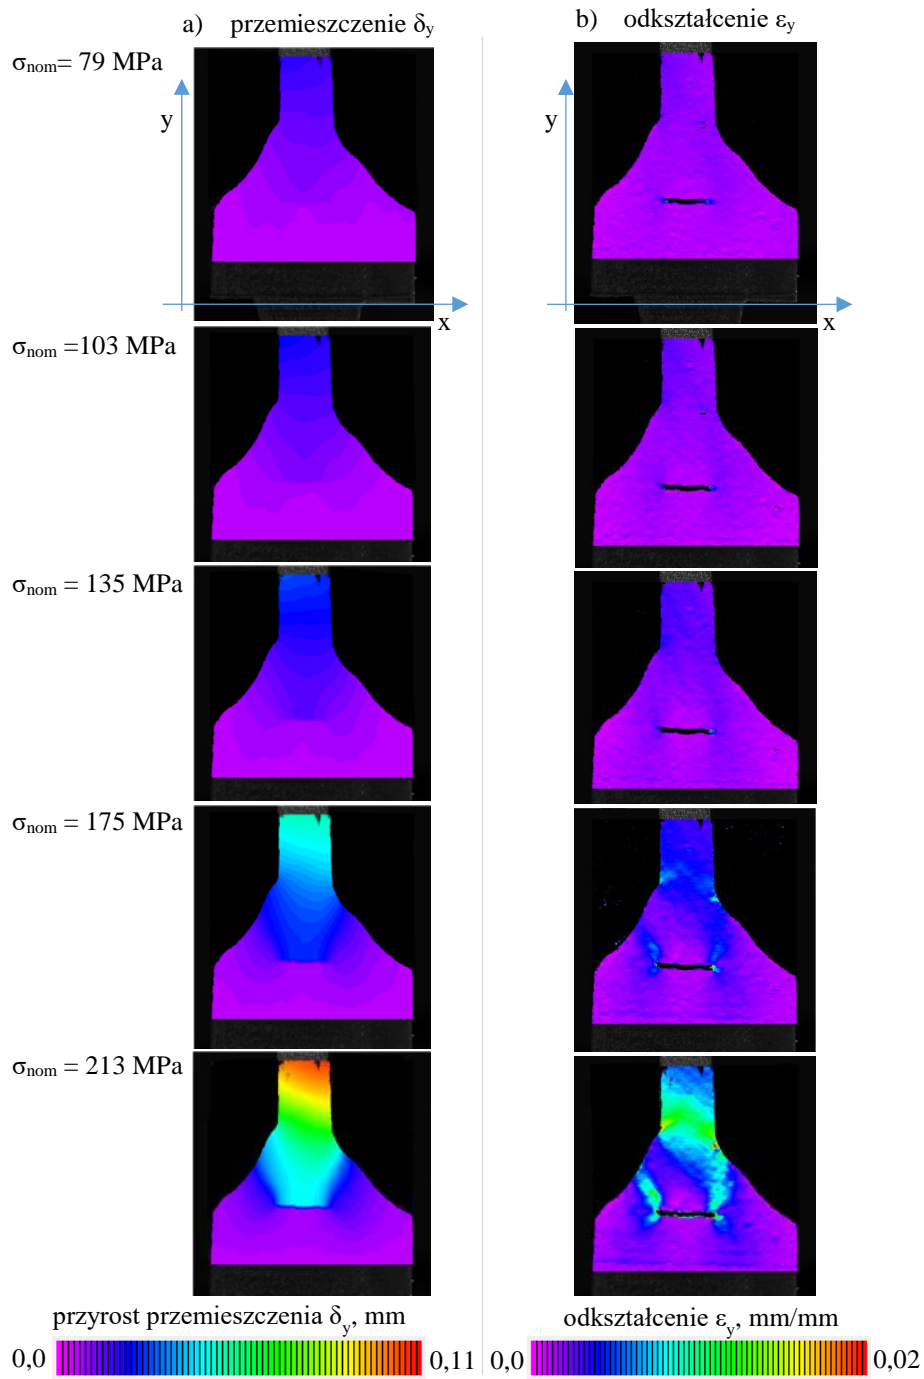 a) przemieszczenie δy
b) odkształcenie εy
σnom= 79 MPa
y
y
x
x
σnom =103 MPa
σnom = 135 MPa
σnom = 175 MPa
σnom = 213 MPa
przyrost przemieszczenia δy, mm
odkształcenie εy, mm/mm
0,0
0,11
0,0
0,02